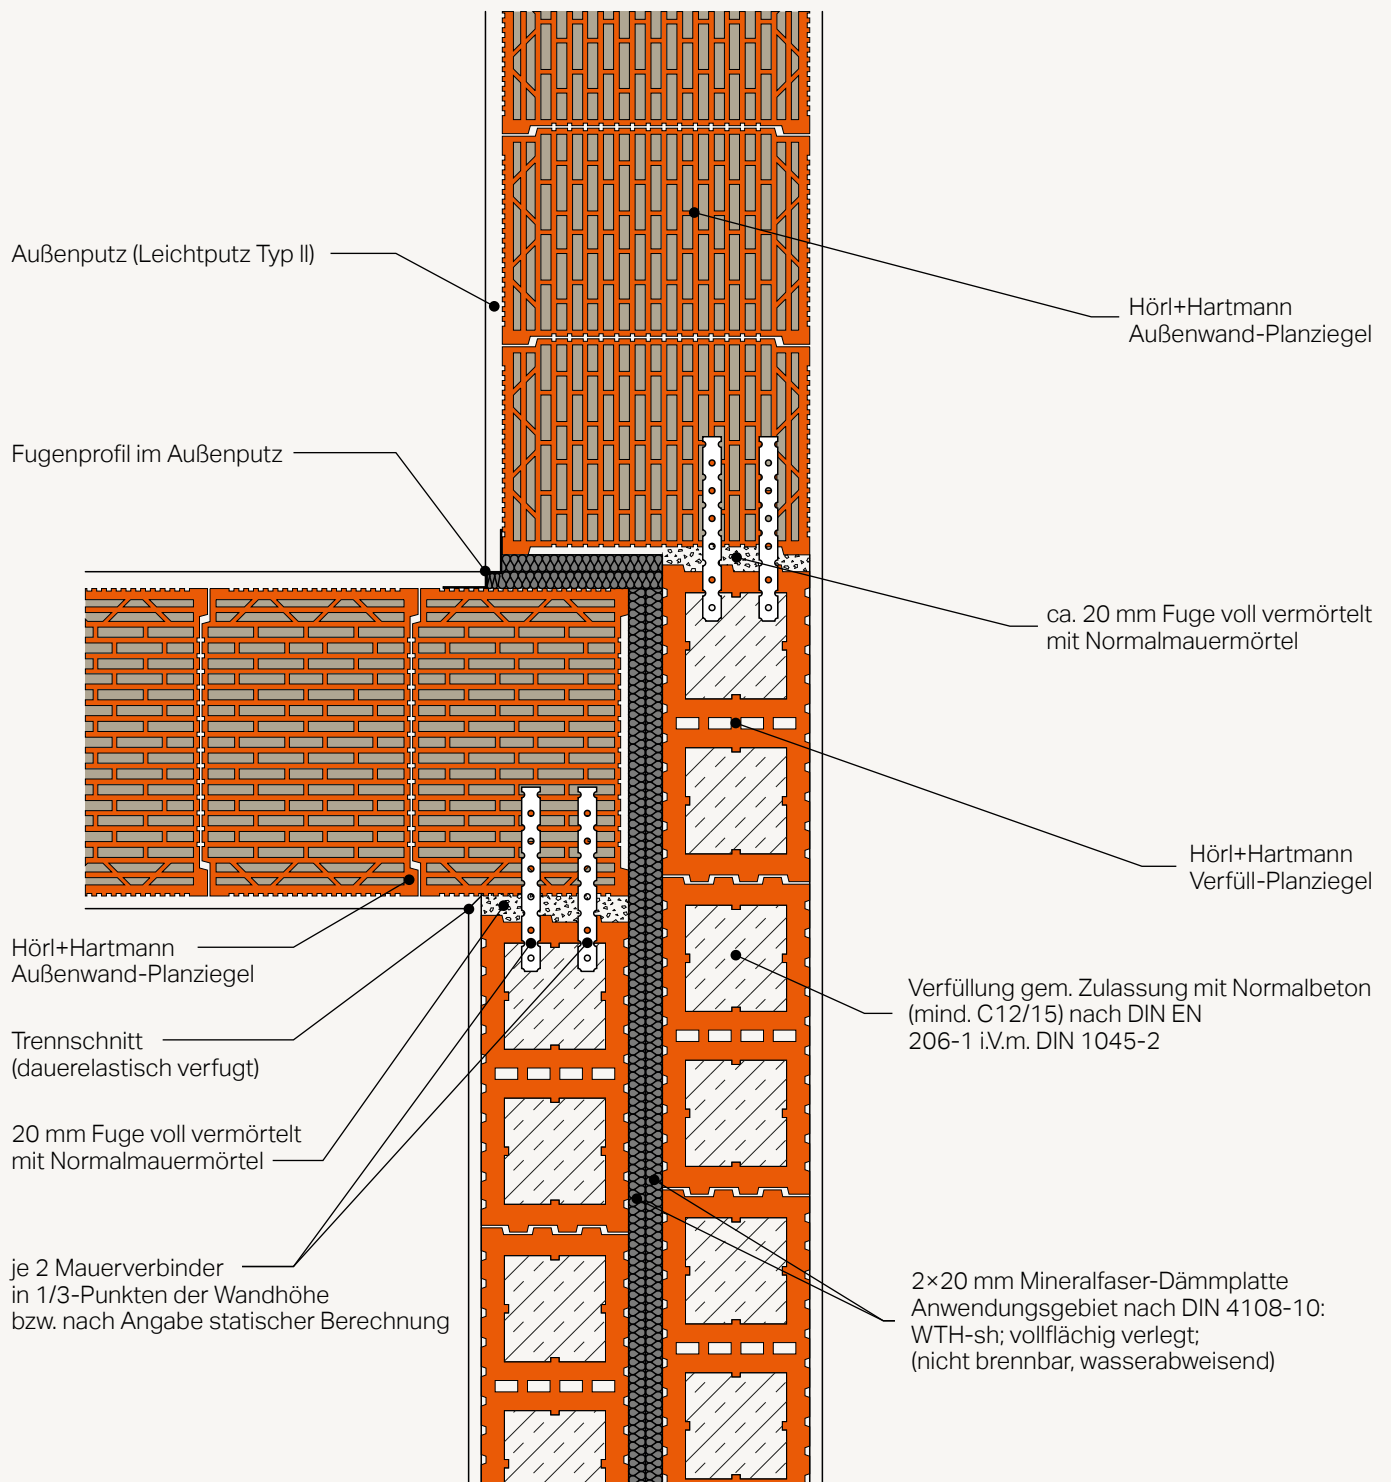 Außenputz (Leichtputz Typ II)
Hörl+Hartmann
Außenwand-Planziegel
Fugenprofil im Außenputz
ca. 20 mm Fuge voll vermörtelt
mit Normalmauermörtel
Hörl+Hartmann
Verfüll-Planziegel
Hörl+Hartmann
Außenwand-Planziegel
Verfüllung gem. Zulassung mit Normalbeton
(mind. C12/15) nach DIN EN
206-1 i.V.m. DIN 1045-2
Trennschnitt
(dauerelastisch verfugt)
20 mm Fuge voll vermörtelt
mit Normalmauermörtel
je 2 Mauerverbinder
in 1/3-Punkten der Wandhöhe
bzw. nach Angabe statischer Berechnung
2×20 mm Mineralfaser-Dämmplatte
Anwendungsgebiet nach DIN 4108-10:
WTH-sh; vollflächig verlegt;
(nicht brennbar, wasserabweisend)